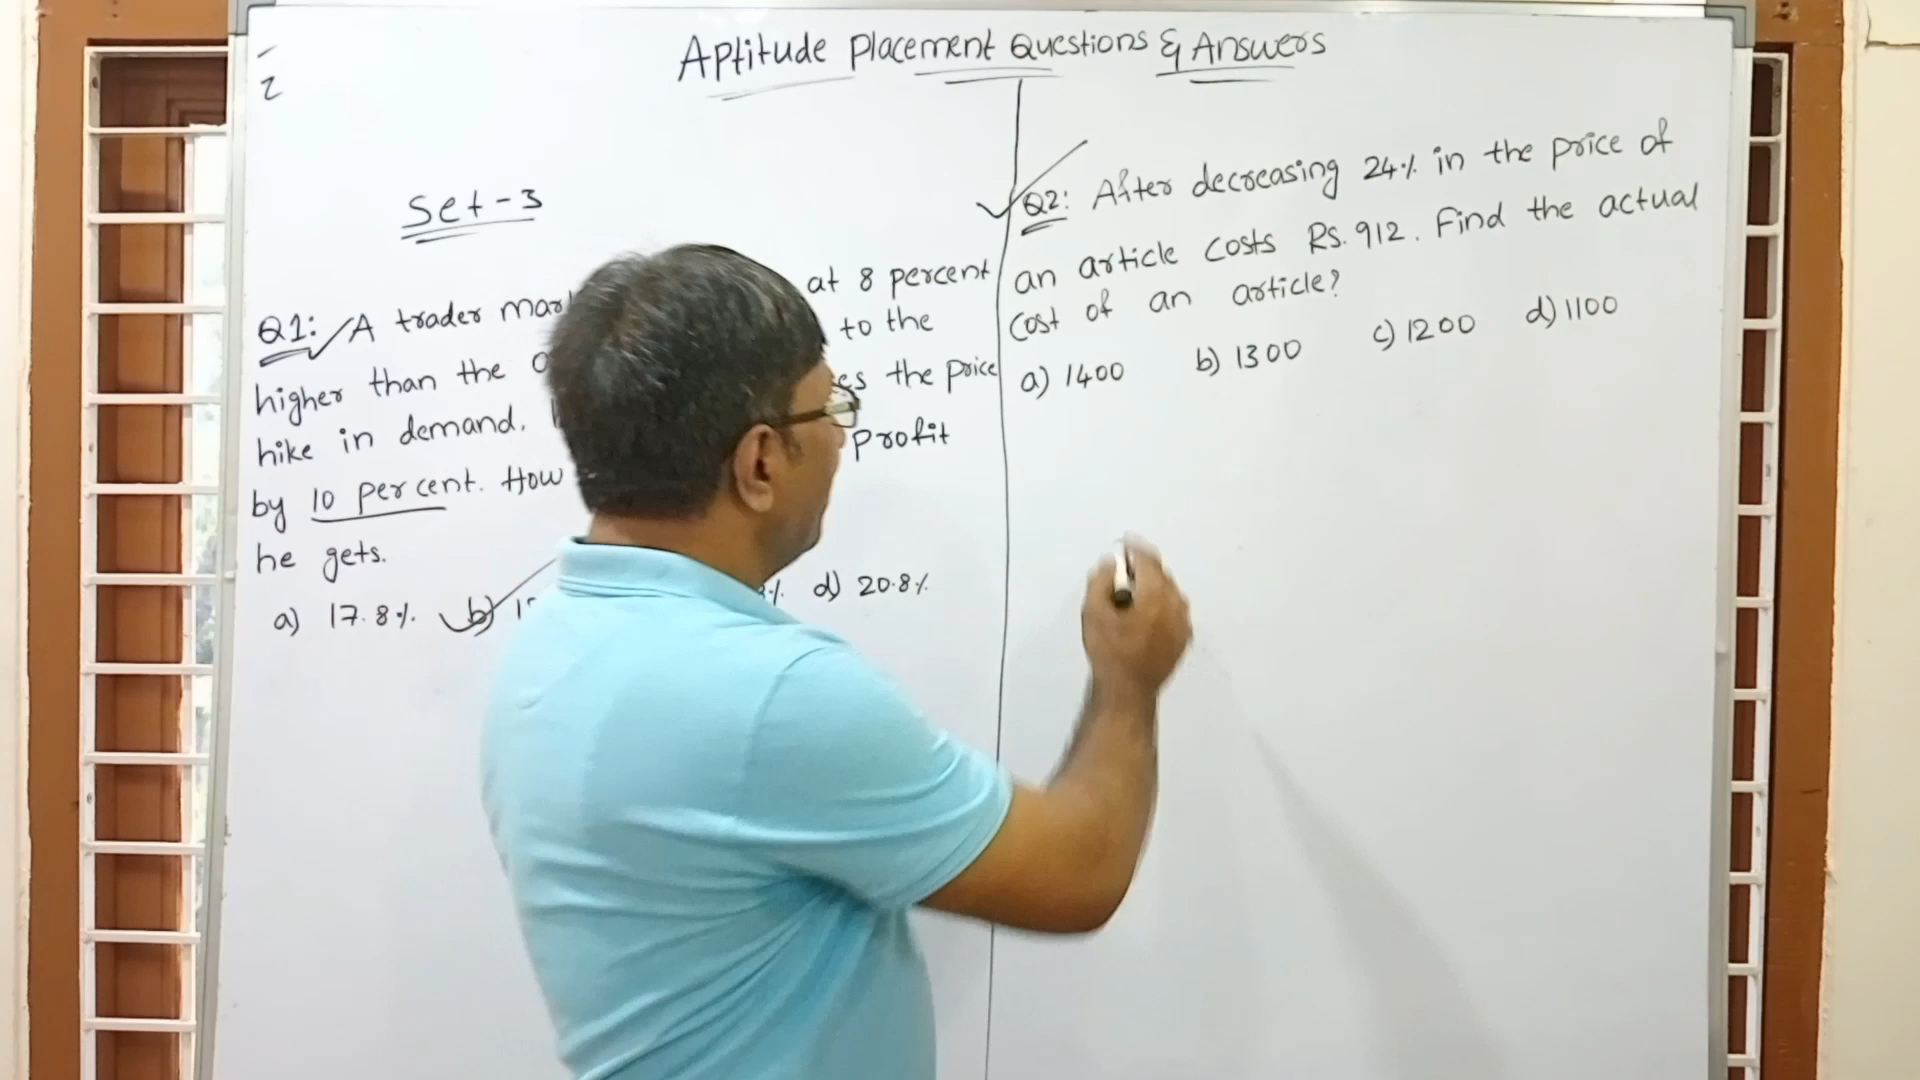 Aptitude Placement Questions & Answers
2
Set-3
Q1: A trader mar at 8 percent
higher than the to the
hike in demand. the price
by 10 percent. How profit
he gets.
a) 17.8% b) d) 20.8%
Q2: After decreasing 24% in the price of
an article costs Rs. 912. Find the actual
cost of an article?
a) 1400 b) 1300 c) 1200 d) 1100